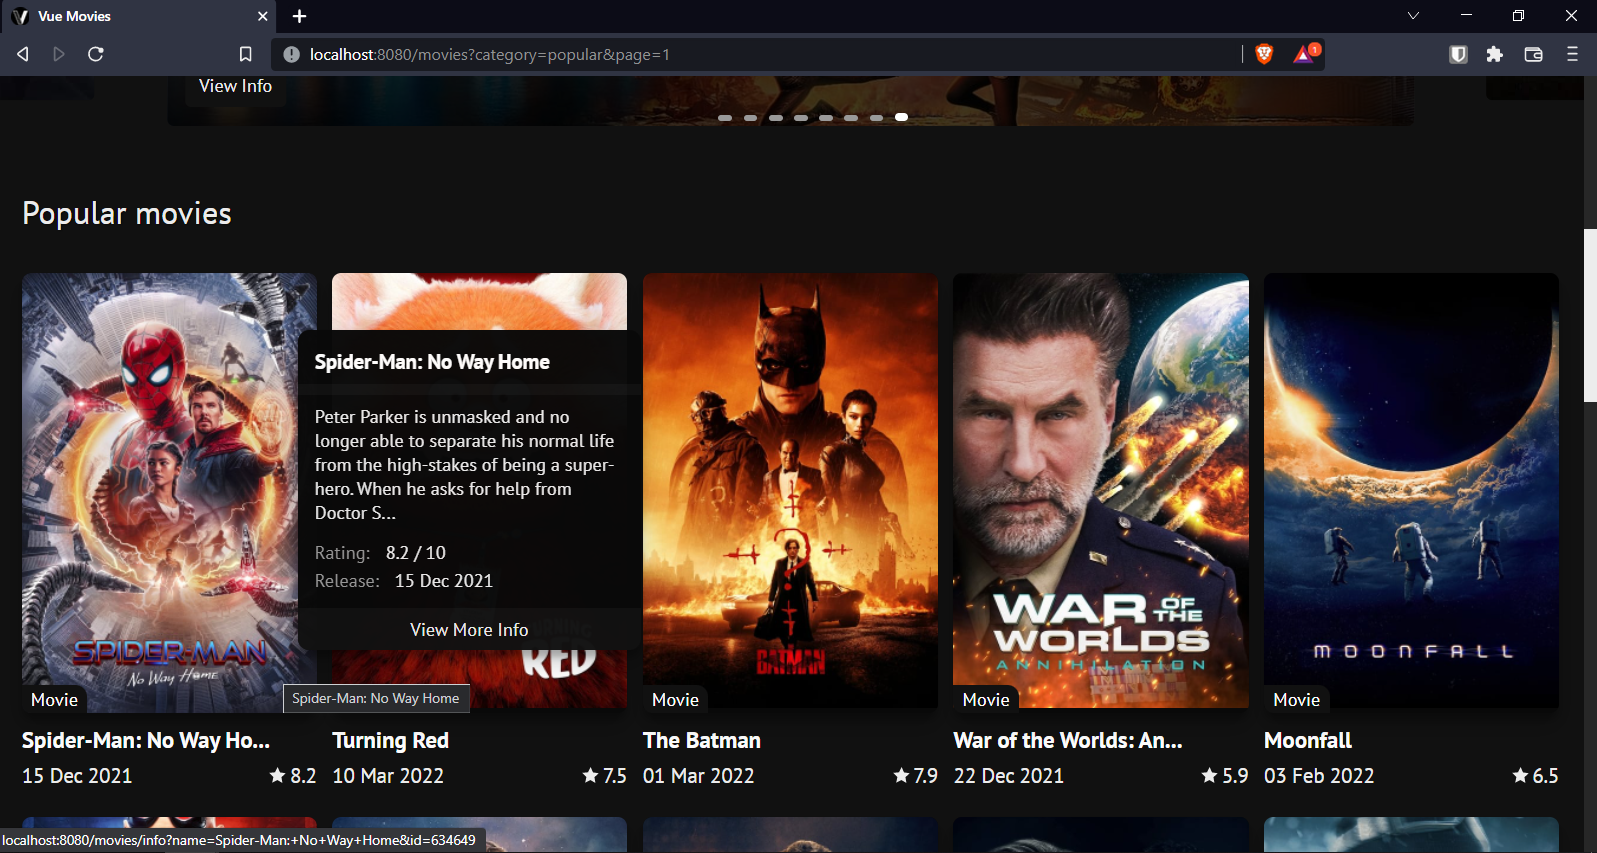 Vue Movies
localhost:8080/movies?category=popular&page=1
1
View Info
Popular movies
Spider-Man: No Way Home
Peter Parker is unmasked and no
longer able to separate his normal life
from the high-stakes of being a super-
hero. When he asks for help from
Doctor S...
Rating: 8.2 / 10
Release: 15 Dec 2021
View More Info
SPIDER-MAN
No Way Home
RED
THE BATMAN
WAR OF THE WORLDS
ANNIHILATION
MOONFALL
Movie
Spider-Man: No Way Home
Movie
Movie
Movie
Spider-Man: No Way Ho...
Turning Red
The Batman
War of the Worlds: An...
Moonfall
15 Dec 2021 ★ 8.2
10 Mar 2022 ★ 7.5
01 Mar 2022 ★ 7.9
22 Dec 2021 ★ 5.9
03 Feb 2022 ★ 6.5
localhost:8080/movies/info?name=Spider-Man:+No+Way+Home&id=634649